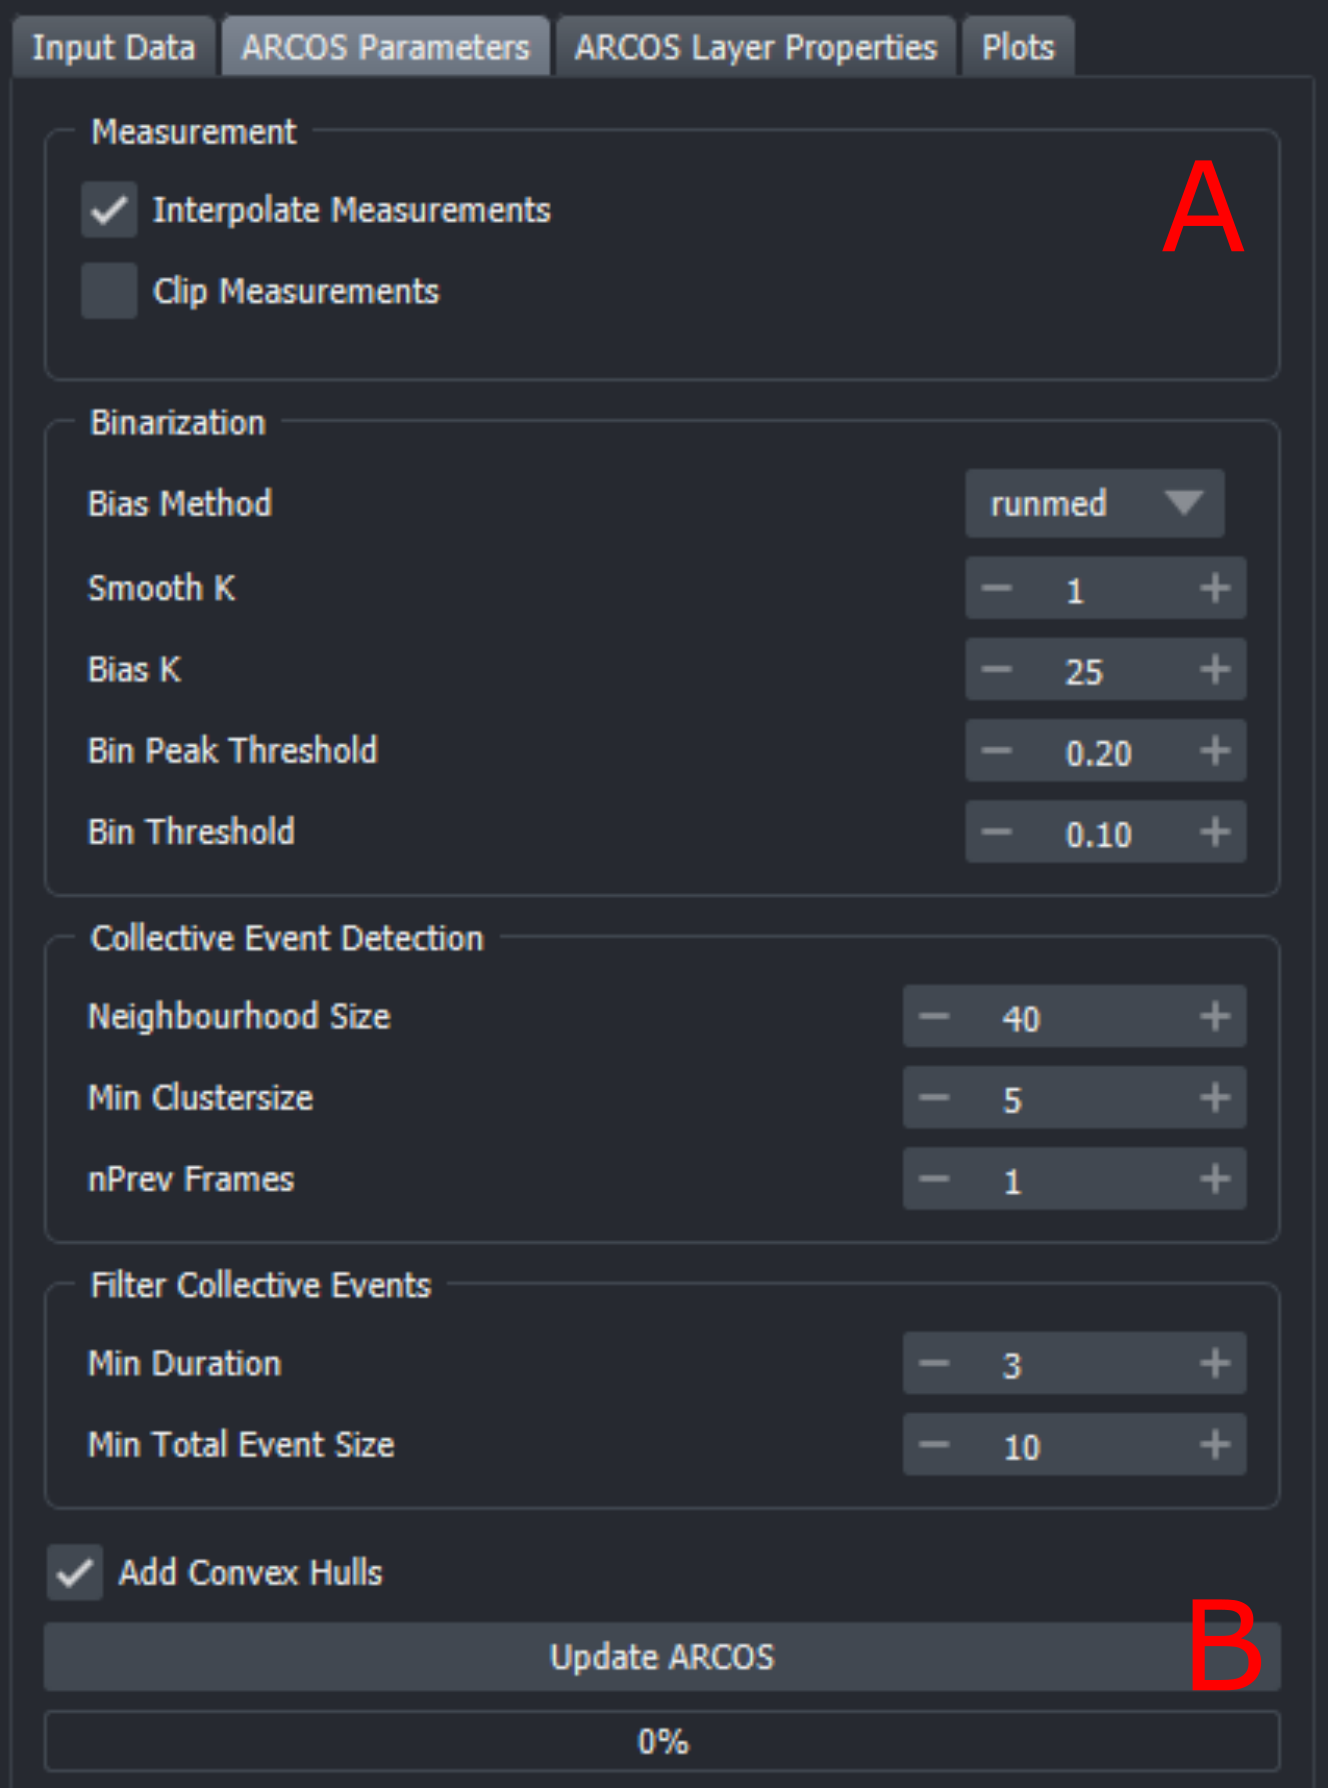 Input Data ARCOS Parameters ARCOS Layer Properties Plots
Measurement
A
Interpolate Measurements
Clip Measurements
Binarization
Bias Method runmed
Smooth K 1
Bias K 25
Bin Peak Threshold 0.20
Bin Threshold 0.10
Collective Event Detection
Neighbourhood Size 40
Min Clustersize 5
nPrev Frames 1
Filter Collective Events
Min Duration 3
Min Total Event Size 10
Add Convex Hulls
B
Update ARCOS
0%